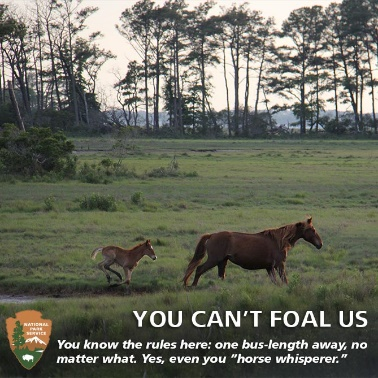 YOU CAN'T FOAL US
NATIONAL
PARK
SERVICE
You know the rules here: one bus-length away, no
matter what. Yes, even you "horse whisperer."